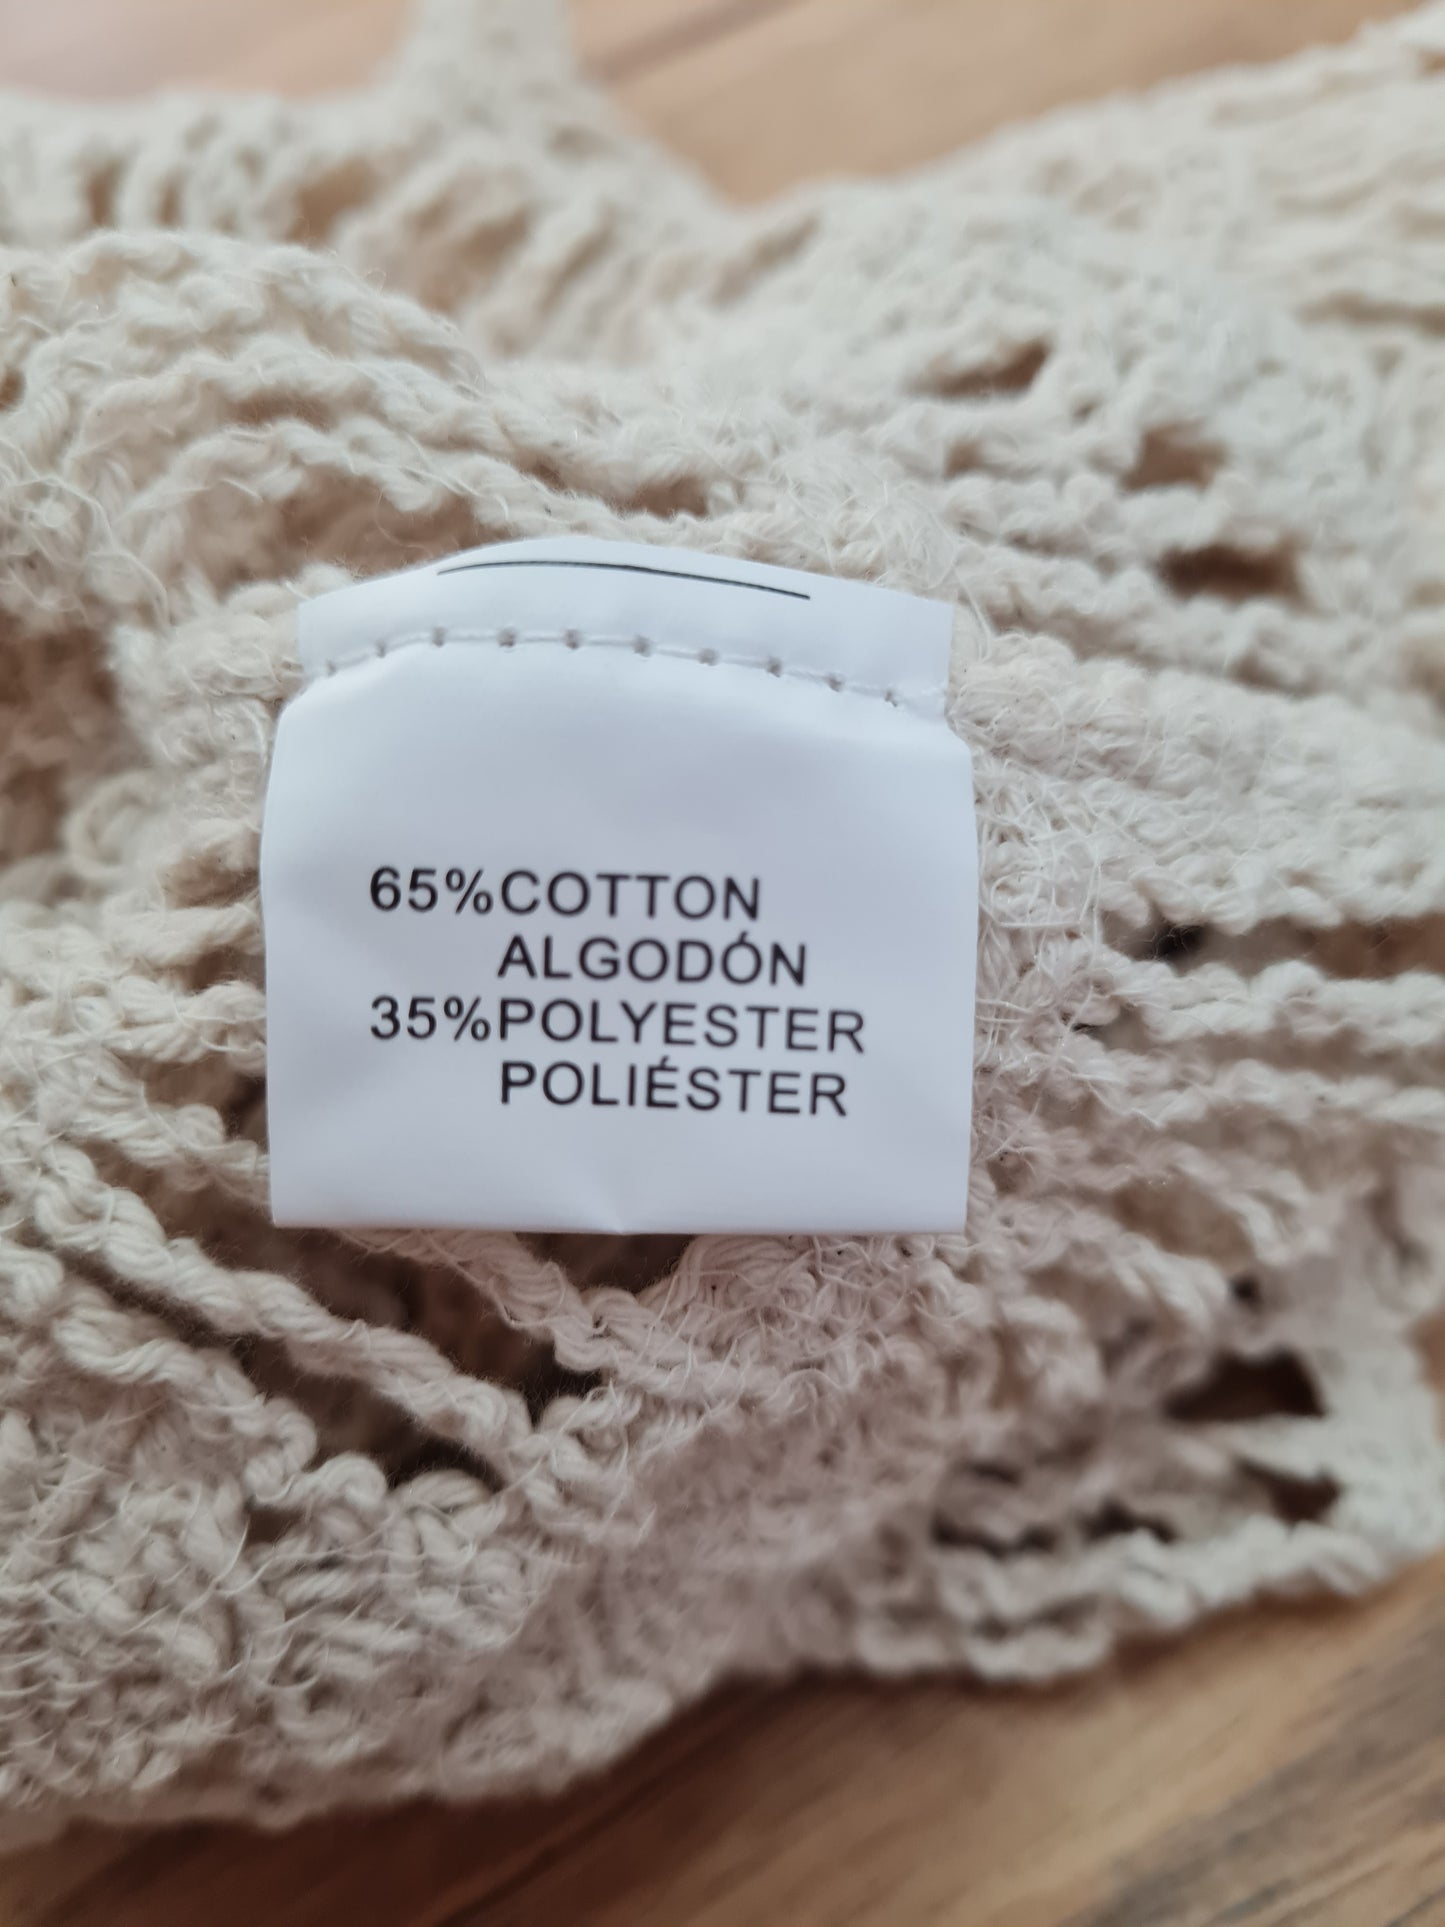 65%COTTON
ALGODÓN
35%POLYESTER
POLIÉSTER